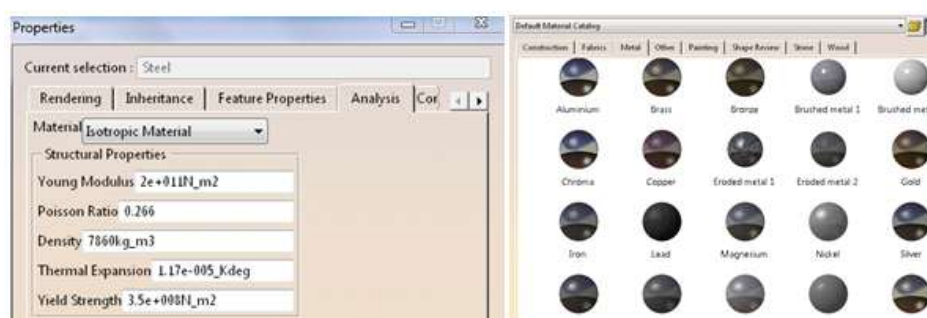 Properties
Current selection : Steel
Rendering Inheritance Feature Properties Analysis Cor
Material Isotropic Material
Structural Properties
Young Modulus 2e+011N_m2
Poisson Ratio 0.266
Density 7860kg_m3
Thermal Expansion 1.17e-005_Kdeg
Yield Strength 3.5e+008N_m2
Default Material Catalog
Construction Fabrics Metal Other Painting Shape Review Stone Wood
Aluminium Brass Bronze Brushed metal 1 Brushed me
Chroma Copper Eroded metal 1 Eroded metal 2 Gold
Iron Lead Magnesium Nickel Silver